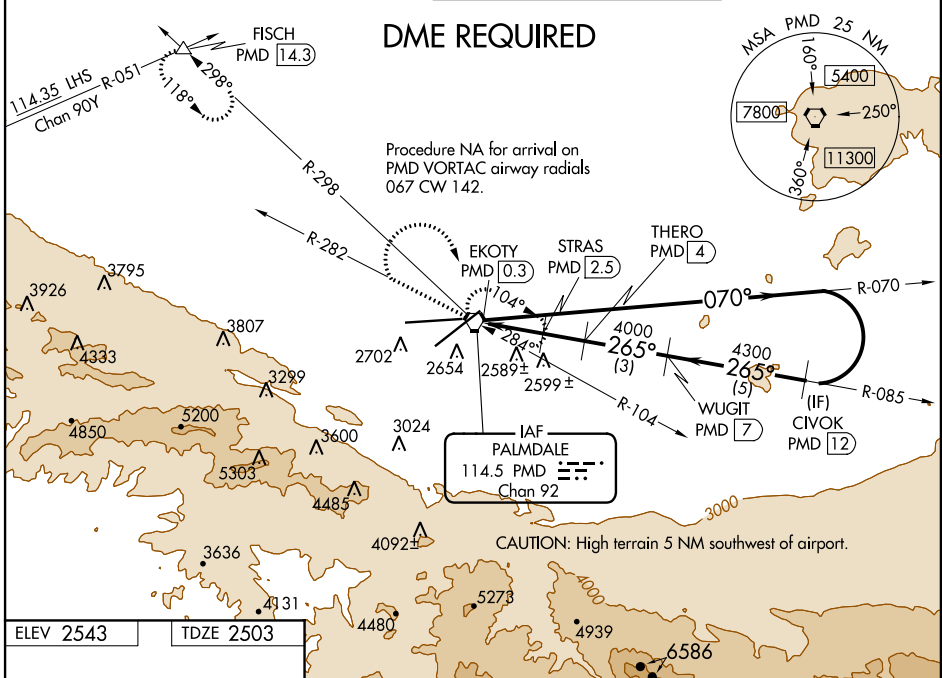 DME REQUIRED
FISCH
PMD 14.3
114.35 LHS R-051
Chan 90Y
298°
118°
R-298
MSA PMD 25 NM
160°
5400
7800
250°
11300
360°
Procedure NA for arrival on
PMD VORTAC airway radials
067 CW 142.
R-282
EKOTY
PMD 0.3
STRAS
PMD 2.5
THERO
PMD 4
104°
284°
070°
R-070
4000
265°
(3)
4300
265°
(5)
R-085
R-104
WUGIT
PMD 7
(IF)
CIVOK
PMD 12
3926
3795
4333
3807
2702
2654
2589±
2599±
3299
4850
5200
3600
3024
5303
4485
IAF
PALMDALE
114.5 PMD
Chan 92
3000
4092±
CAUTION: High terrain 5 NM southwest of airport.
3636
4000
4131
4480
5273
4939
6586
ELEV 2543
TDZE 2503